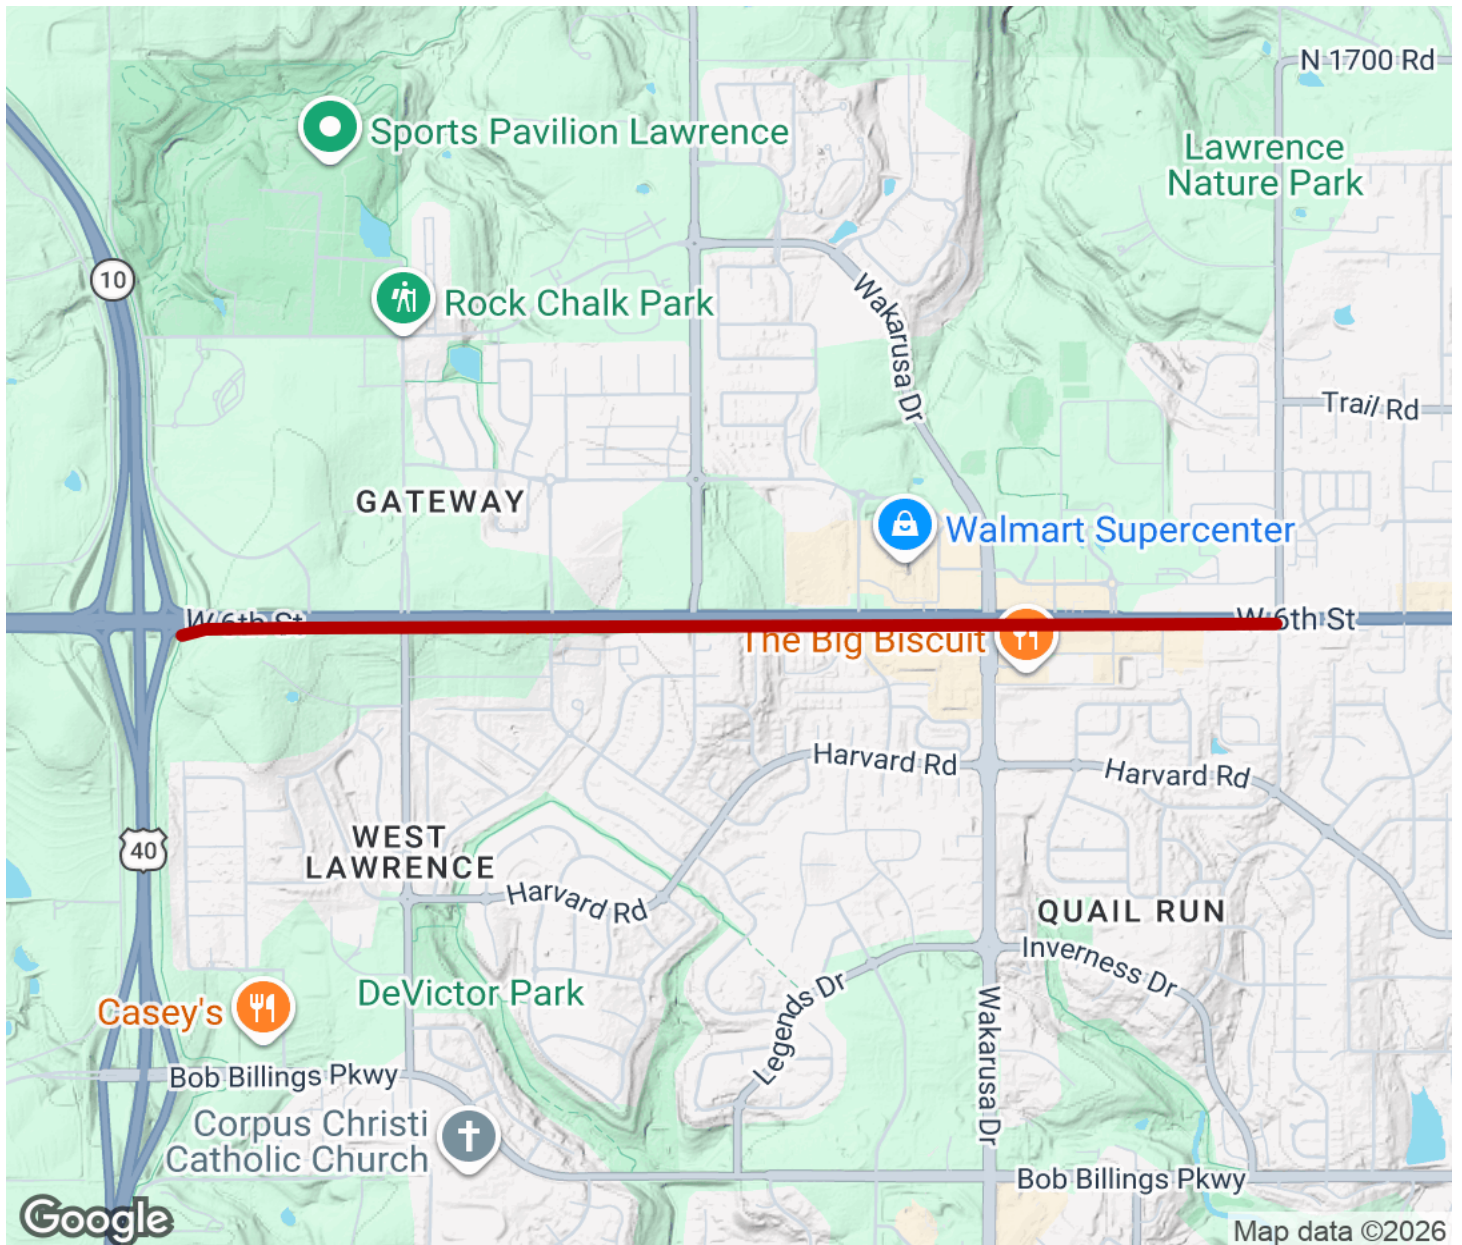 N 1700 Rd
Sports Pavilion Lawrence
Lawrence
Nature Park
10
Rock Chalk Park
Wakarusa Dr
Trail Rd
GATEWAY
Walmart Supercenter
W 6th St
W 6th St
The Big Biscuit
Harvard Rd
Harvard Rd
WEST
LAWRENCE
40
Harvard Rd
QUAIL RUN
Inverness Dr
DeVictor Park
Casey's
Legends Dr
Wakarusa Dr
Bob Billings Pkwy
Corpus Christi
Catholic Church
Bob Billings Pkwy
Google
Map data ©2026